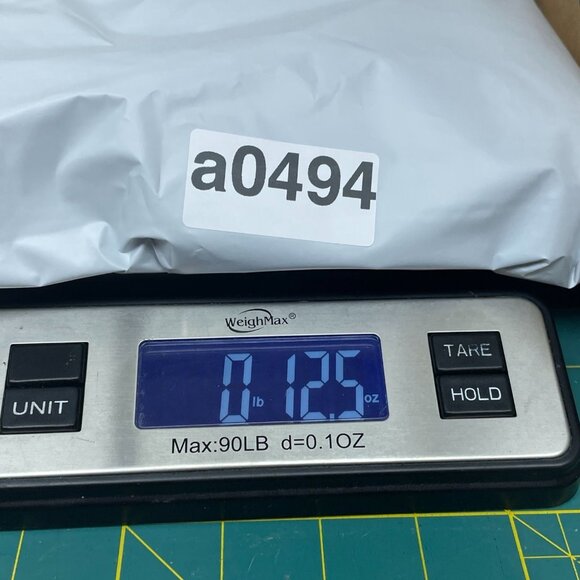 a0494
WeighMax®
0 lb 12.5 oz
UNIT
TARE
HOLD
Max:90LB d=0.1OZ